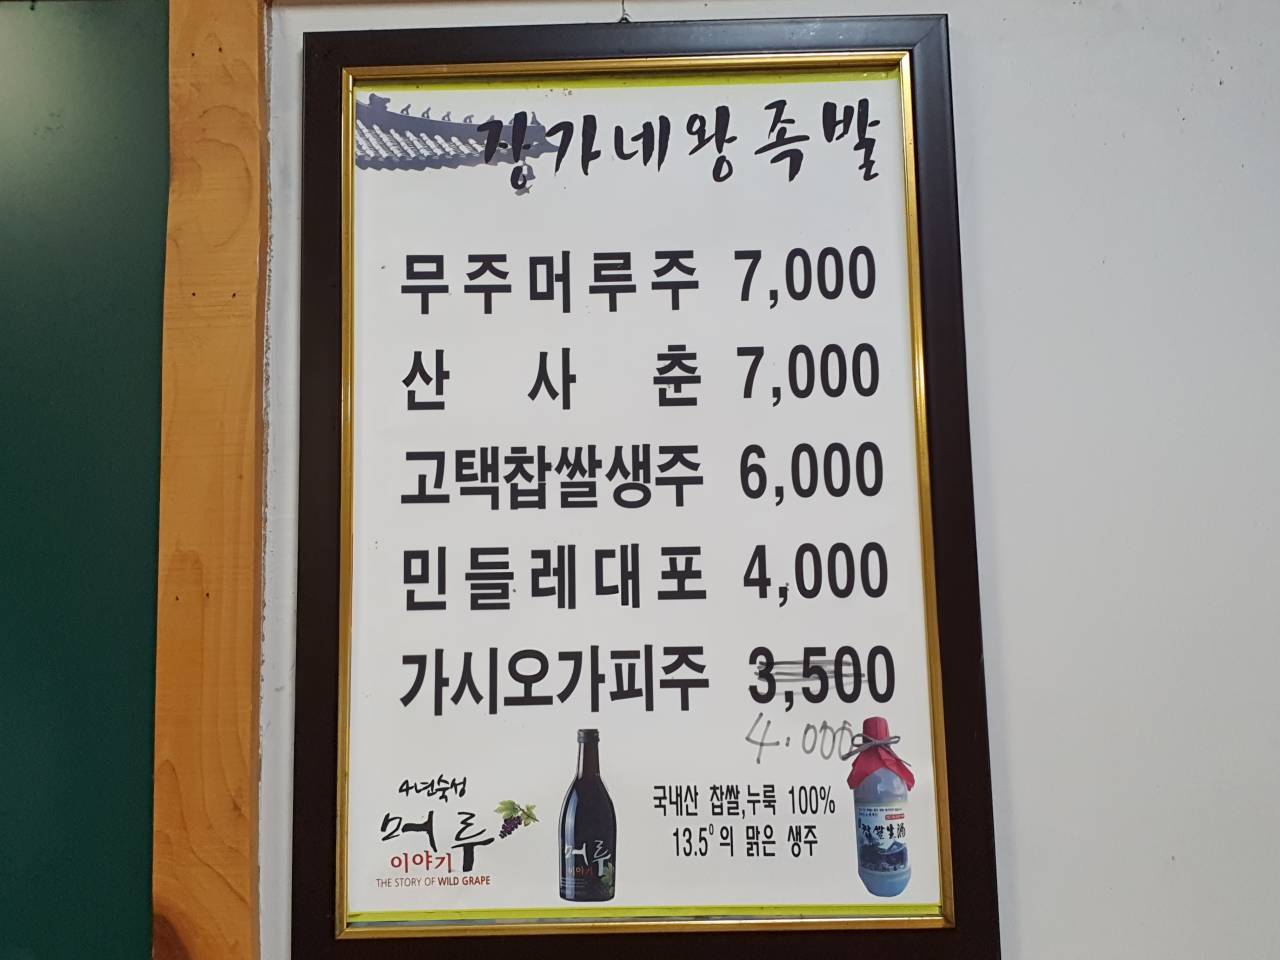 장가네왕족발
무주머루주 7,000
산사춘 7,000
고택찹쌀생주 6,000
민들레대포 4,000
가시오가피주 3,500
4.000
4년숙성
머루
이야기
THE STORY OF WILD GRAPE
머루
이야기
국내산 찹쌀,누룩 100%
13.5⁰의 맑은 생주